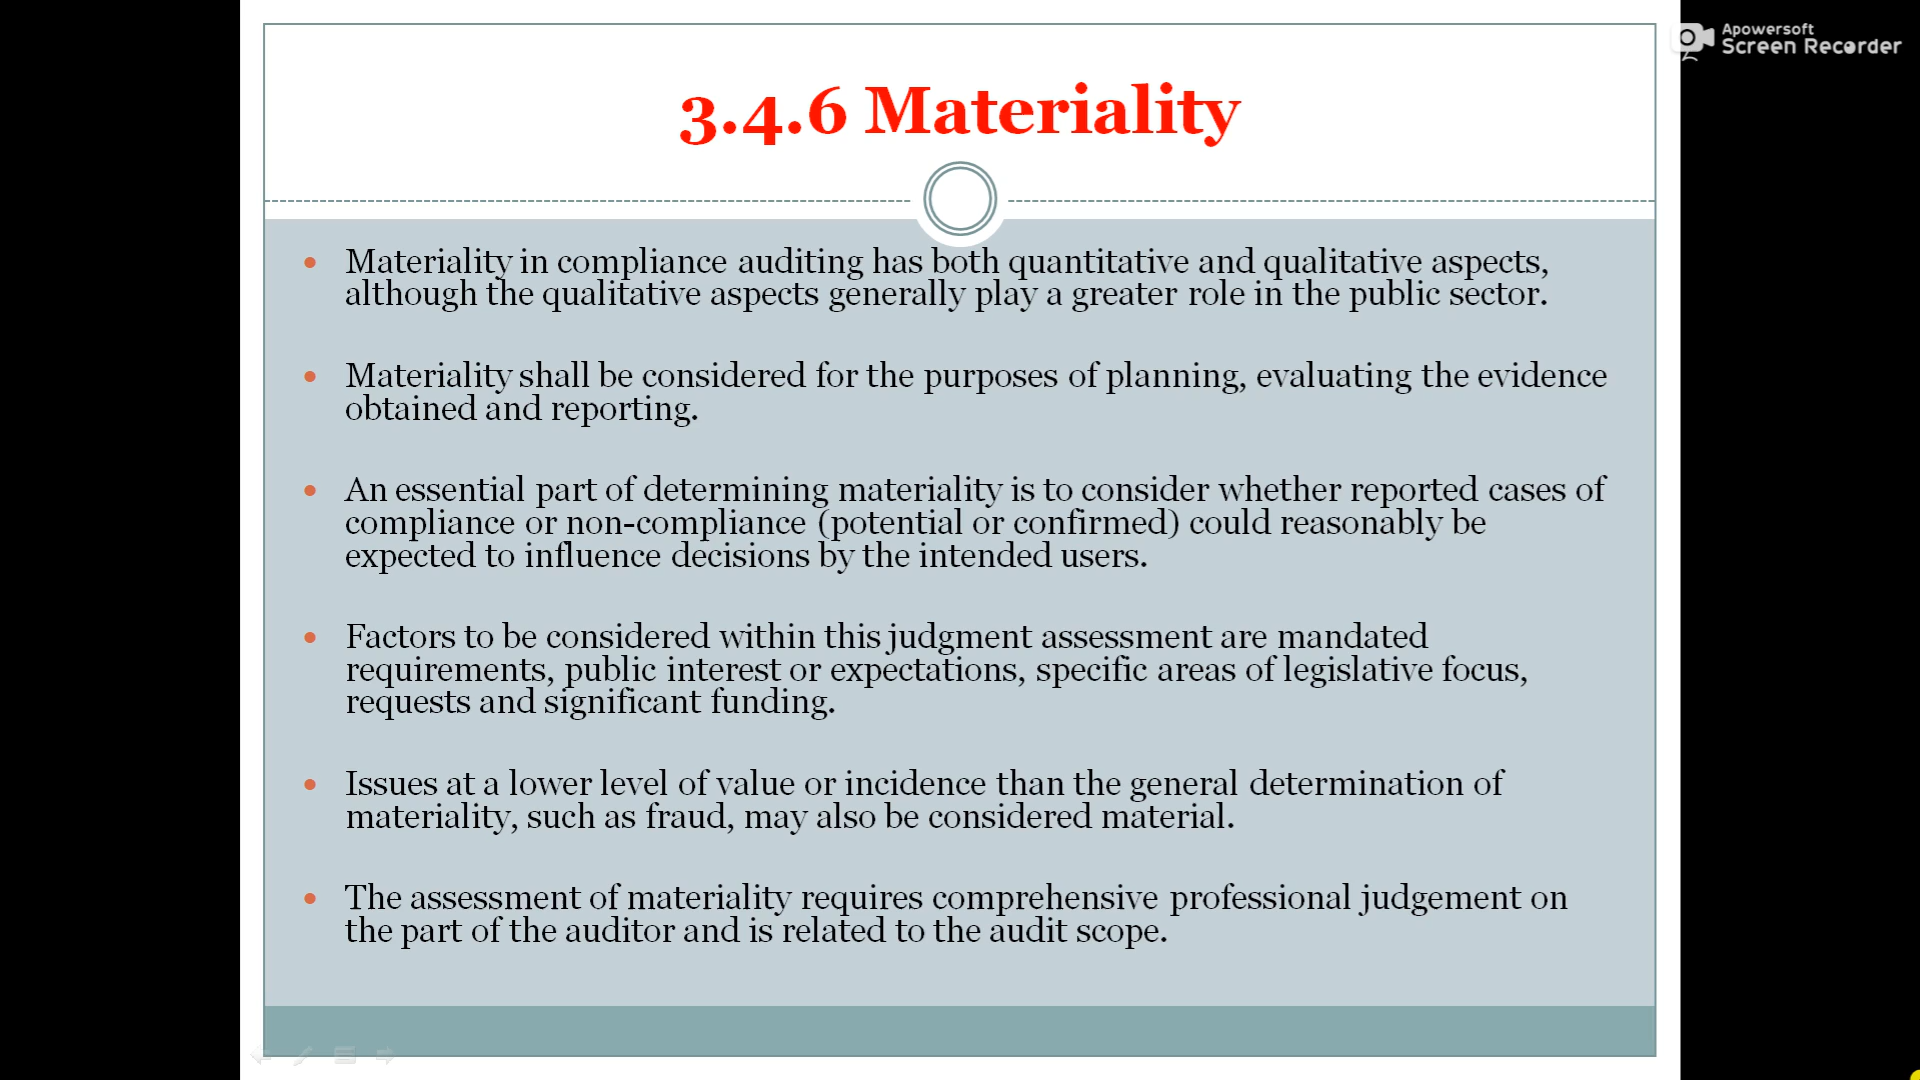 Apowersoft
Screen Recorder
3.4.6 Materiality
Materiality in compliance auditing has both quantitative and qualitative aspects,
although the qualitative aspects generally play a greater role in the public sector.
Materiality shall be considered for the purposes of planning, evaluating the evidence
obtained and reporting.
An essential part of determining materiality is to consider whether reported cases of
compliance or non-compliance (potential or confirmed) could reasonably be
expected to influence decisions by the intended users.
Factors to be considered within this judgment assessment are mandated
requirements, public interest or expectations, specific areas of legislative focus,
requests and significant funding.
Issues at a lower level of value or incidence than the general determination of
materiality, such as fraud, may also be considered material.
The assessment of materiality requires comprehensive professional judgement on
the part of the auditor and is related to the audit scope.